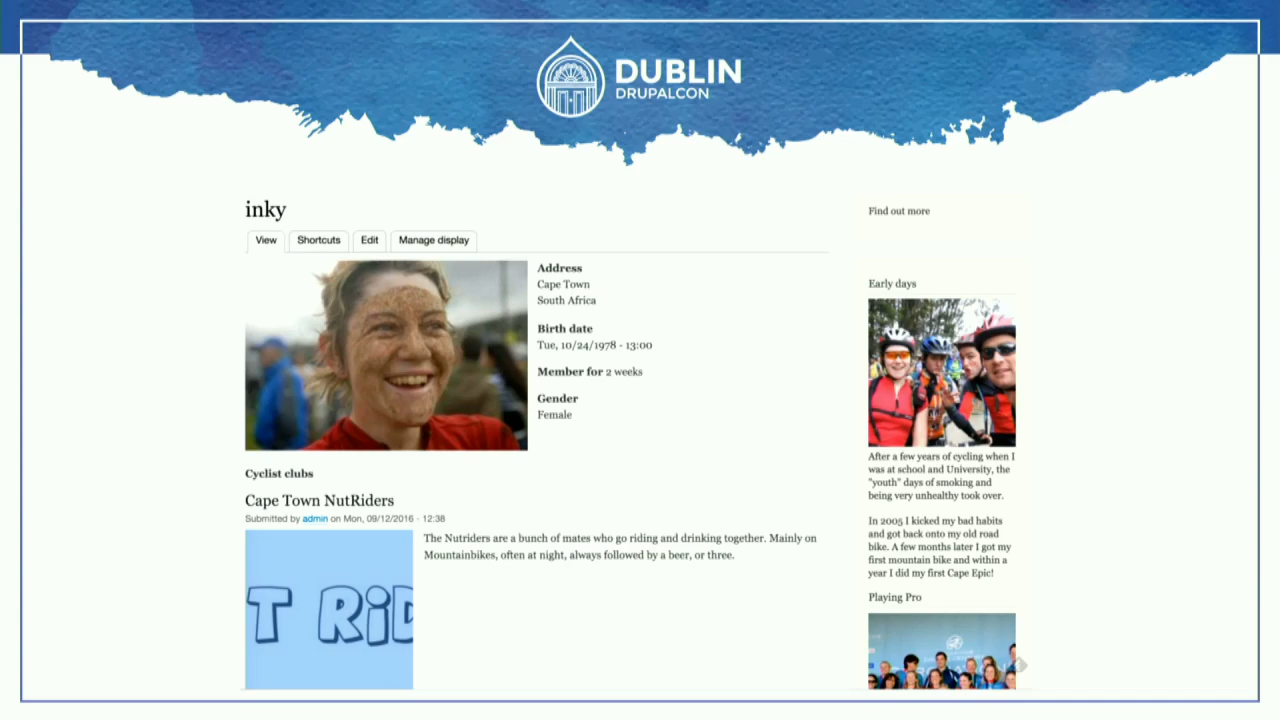 DUBLIN
DRUPALCON
inky
View
Shortcuts
Edit
Manage display
Address
Cape Town
South Africa
Birth date
Tue, 10/24/1978 - 13:00
Member for 2 weeks
Gender
Female
Cyclist clubs
Cape Town NutRiders
Submitted by admin on Mon, 09/12/2016 - 12:38
T RiD
The Nutriders are a bunch of mates who go riding and drinking together. Mainly on
Mountainbikes, often at night, always followed by a beer, or three.
Find out more
Early days
After a few years of cycling when I
was at school and University, the
"youth" days of smoking and
being very unhealthy took over.
In 2005 I kicked my bad habits
and got back onto my old road
bike. A few months later I got my
first mountain bike and within a
year I did my first Cape Epic!
Playing Pro